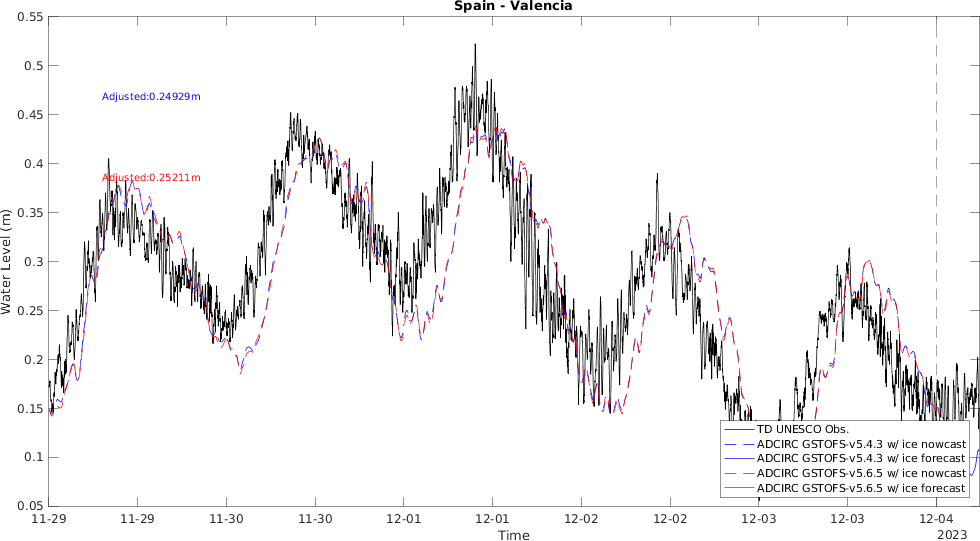 Spain - Valencia
0.55
0.5
0.45
0.4
0.35
0.3
0.25
0.2
0.15
0.1
0.05
Water Level (m)
Adjusted:0.24929m
Adjusted:0.25211m
TD UNESCO Obs.
ADCIRC GSTOFS-v5.4.3 w/ ice nowcast
ADCIRC GSTOFS-v5.4.3 w/ ice forecast
ADCIRC GSTOFS-v5.6.5 w/ ice nowcast
ADCIRC GSTOFS-v5.6.5 w/ ice forecast
11-29 11-29 11-30 11-30 12-01 12-01 12-02 12-02 12-03 12-03 12-04
Time 2023